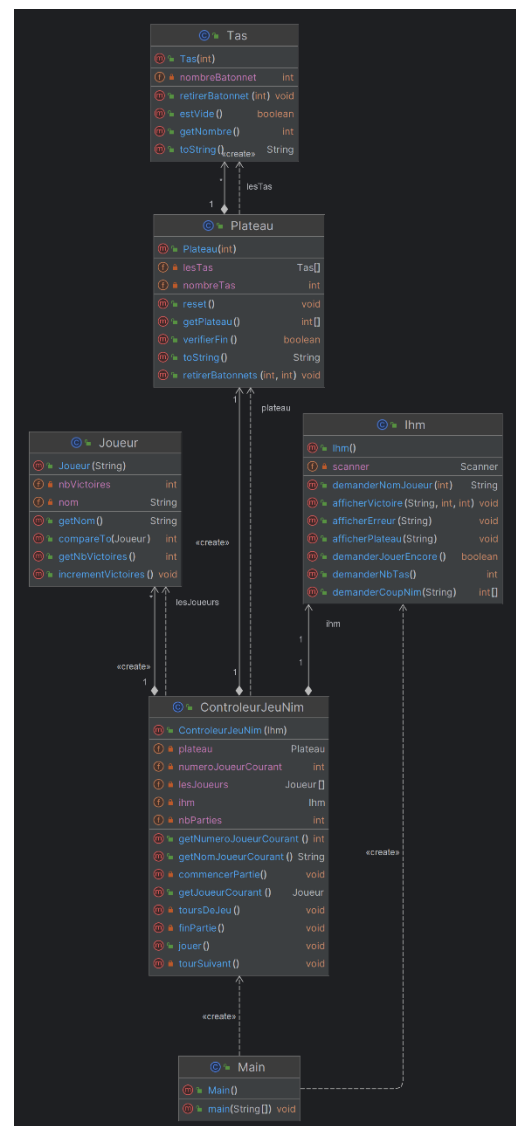 Tas
Tas(int)
nombreBatonnet int
retirerBatonnet (int) void
estVide () boolean
getNombre () int
toString () String
«create»
lesTas
*
1
Plateau
Plateau(int)
lesTas Tas[]
nombreTas int
reset () void
getPlateau () int[]
verifierFin () boolean
toString () String
retirerBatonnets (int, int) void
1
plateau
Joueur
Joueur (String)
nbVictoires int
nom String
getNom () String
compareTo(Joueur) int
getNbVictoires () int
incrementVictoires () void
Ihm
Ihm()
scanner Scanner
demanderNomJoueur (int) String
afficherVictoire (String, int, int) void
afficherErreur (String) void
afficherPlateau (String) void
demanderJouerEncore () boolean
demanderNbTas() int
demanderCoupNim(String) int[]
«create»
*
lesJoueurs
ihm
1
1
«create»
1
1
ControleurJeuNim
ControleurJeuNim (Ihm)
plateau Plateau
numeroJoueurCourant int
lesJoueurs Joueur []
ihm Ihm
nbParties int
getNumeroJoueurCourant () int
getNomJoueurCourant () String
commencerPartie() void
getJoueurCourant () Joueur
toursDeJeu () void
finPartie () void
jouer () void
tourSuivant () void
«create»
«create»
Main
Main()
main(String[]) void